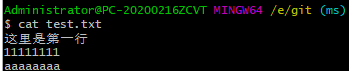 Administrator@PC-20200216ZCVT MINGW64 /e/git (ms)
$ cat test.txt
这里是第一行
11111111
aaaaaaaa